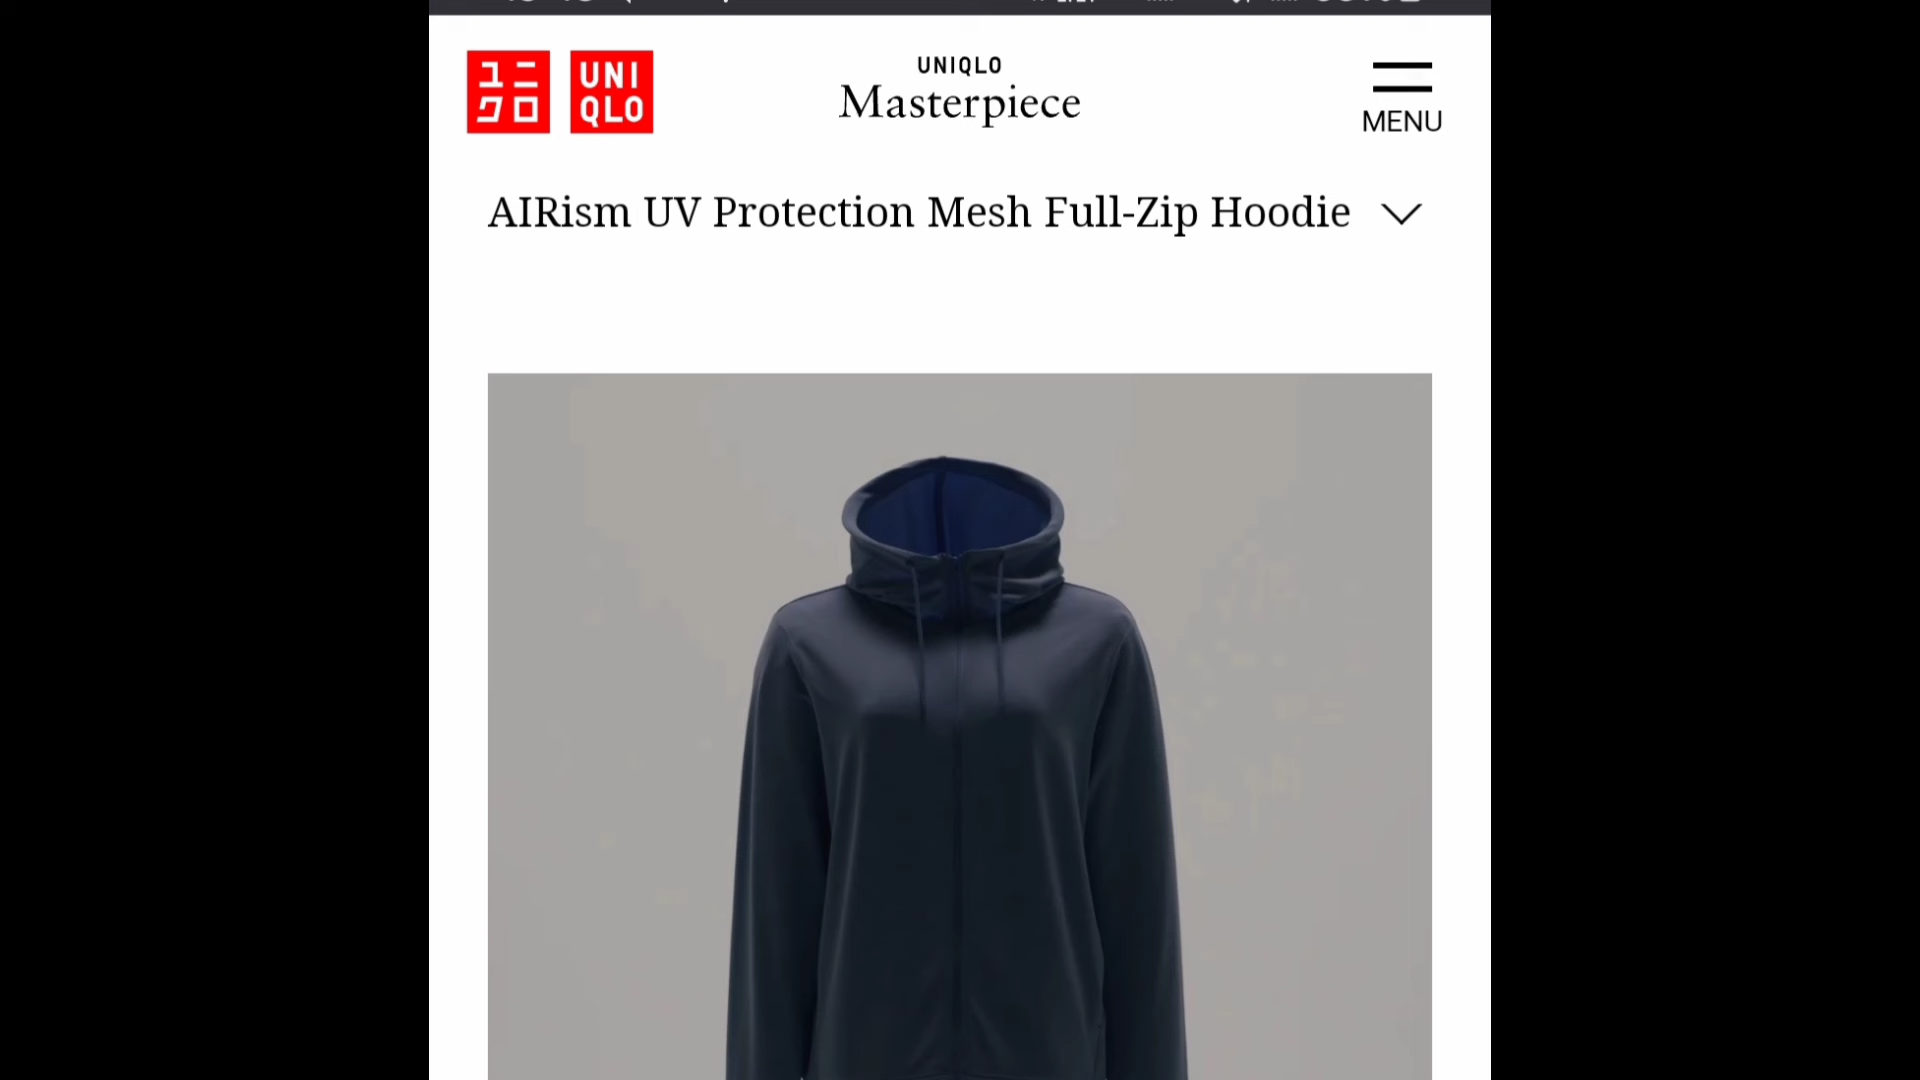 ユニ
クロ
UNI
QLO
UNIQLO
Masterpiece
MENU
AIRism UV Protection Mesh Full-Zip Hoodie